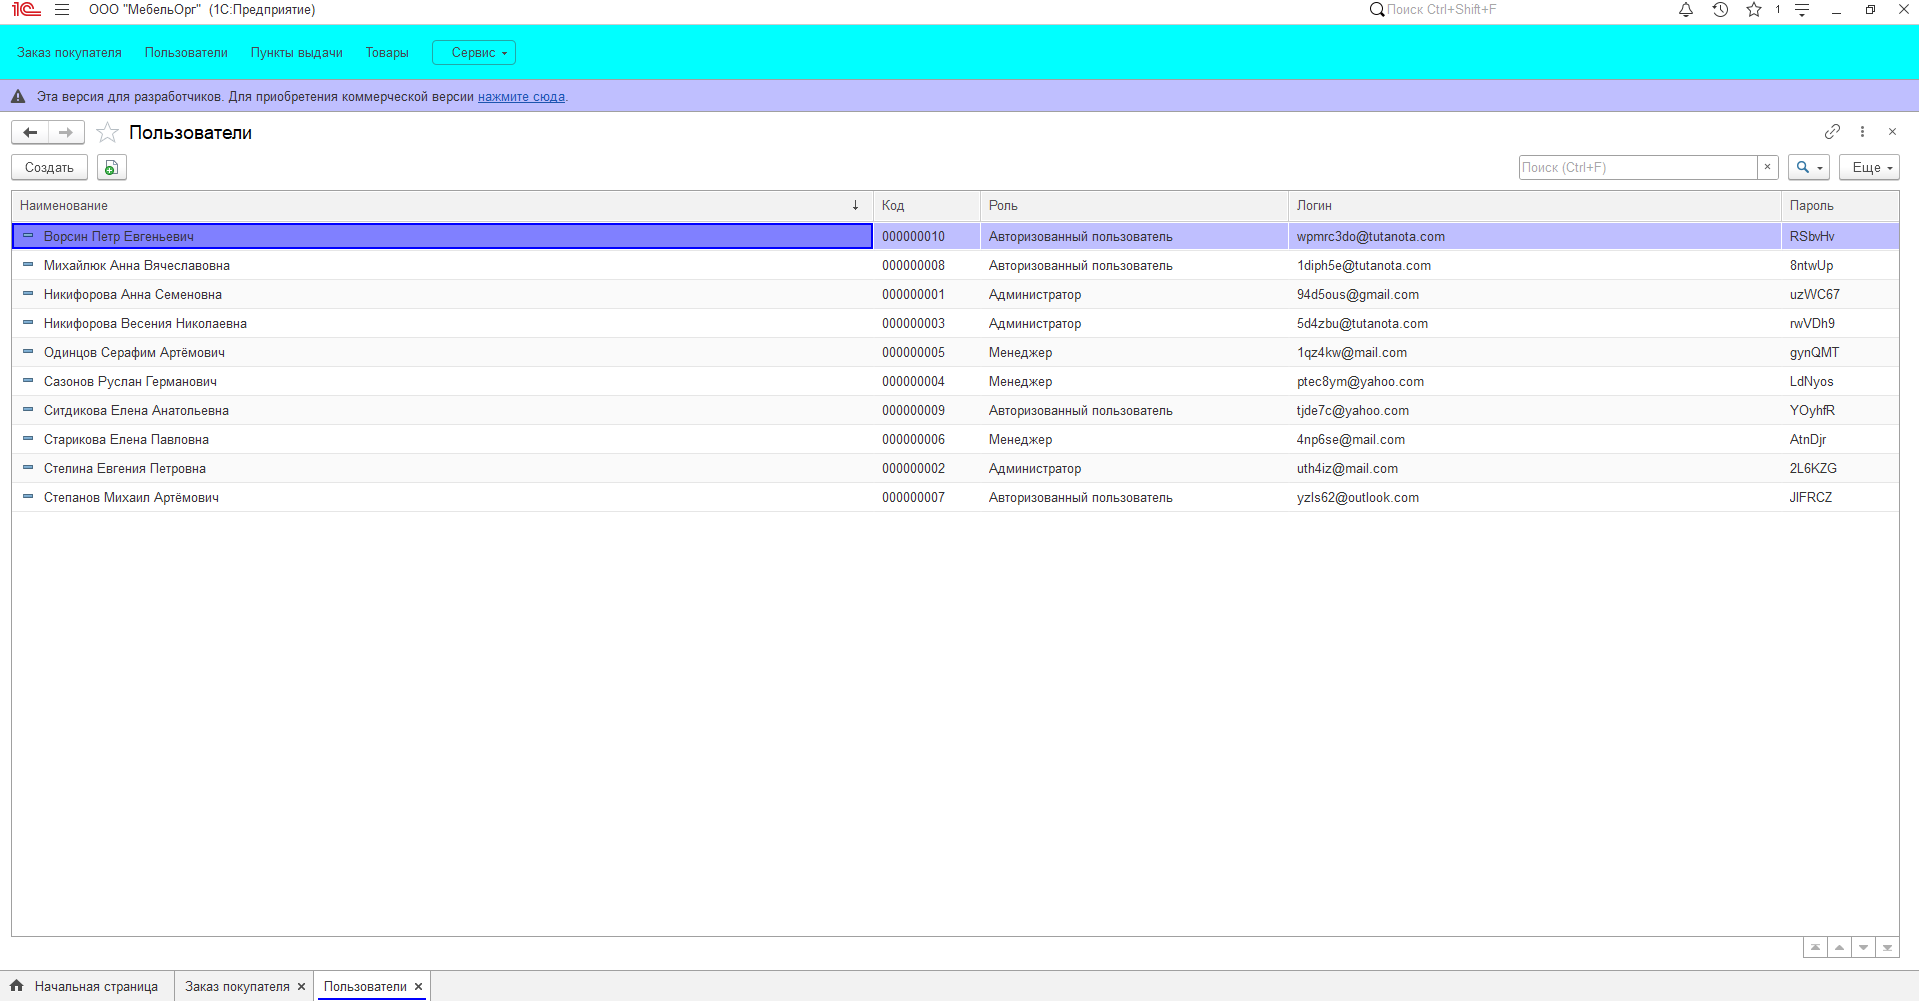 1С ООО "МебельОрг" (1С:Предприятие) Поиск Ctrl+Shift+F 1
Заказ покупателя Пользователи Пункты выдачи Товары Сервис
Эта версия для разработчиков. Для приобретения коммерческой версии нажмите сюда.
Пользователи
Создать Поиск (Ctrl+F) × Еще
Наименование Код Роль Логин Пароль
Ворсин Петр Евгеньевич 000000010 Авторизованный пользователь wpmrc3do@tutanota.com RSbvHv
Михайлюк Анна Вячеславовна 000000008 Авторизованный пользователь 1diph5e@tutanota.com 8ntwUp
Никифорова Анна Семеновна 000000001 Администратор 94d5ous@gmail.com uzWC67
Никифорова Весения Николаевна 000000003 Администратор 5d4zbu@tutanota.com rwVDh9
Одинцов Серафим Артёмович 000000005 Менеджер 1qz4kw@mail.com gynQMT
Сазонов Руслан Германович 000000004 Менеджер ptec8ym@yahoo.com LdNyos
Ситдикова Елена Анатольевна 000000009 Авторизованный пользователь tjde7c@yahoo.com YOyhfR
Старикова Елена Павловна 000000006 Менеджер 4np6se@mail.com AtnDjr
Стелина Евгения Петровна 000000002 Администратор uth4iz@mail.com 2L6KZG
Степанов Михаил Артёмович 000000007 Авторизованный пользователь yzls62@outlook.com JlFRCZ
Начальная страница Заказ покупателя × Пользователи ×